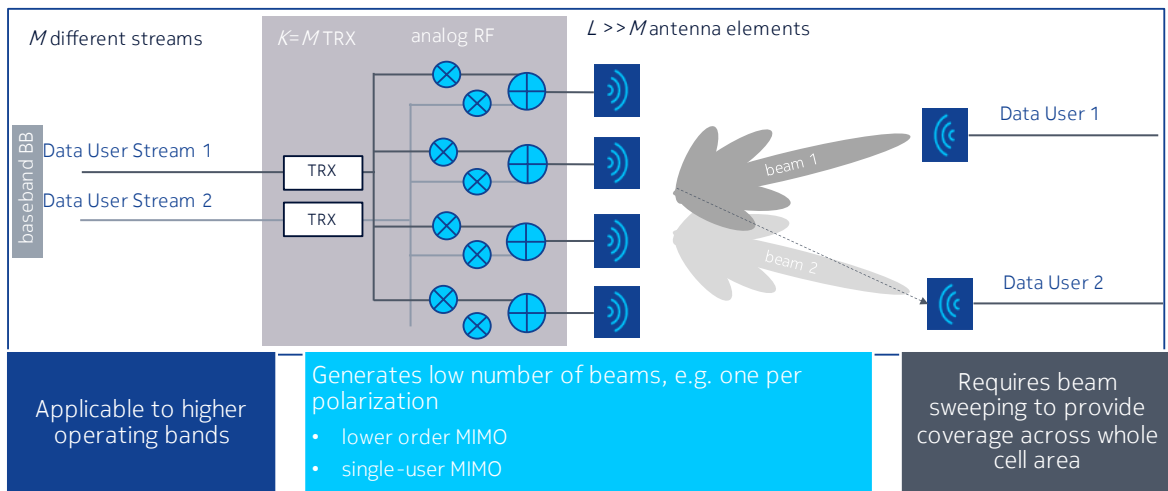 M different streams
K=M TRX
analog RF
L >> M antenna elements
baseband BB
Data User Stream 1
Data User Stream 2
TRX
TRX
beam 1
beam 2
Data User 1
Data User 2
Applicable to higher
operating bands
Generates low number of beams, e.g. one per
polarization
• lower order MIMO
• single-user MIMO
Requires beam
sweeping to provide
coverage across whole
cell area